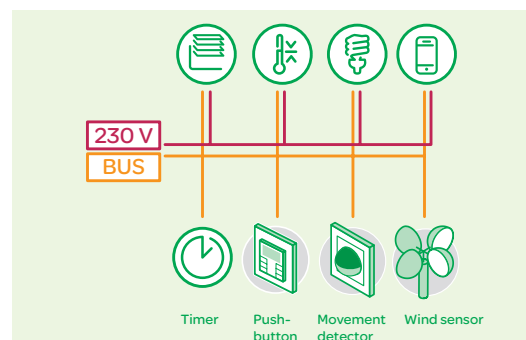 230 V
BUS
Timer
Push-
button
Movement
detector
Wind sensor